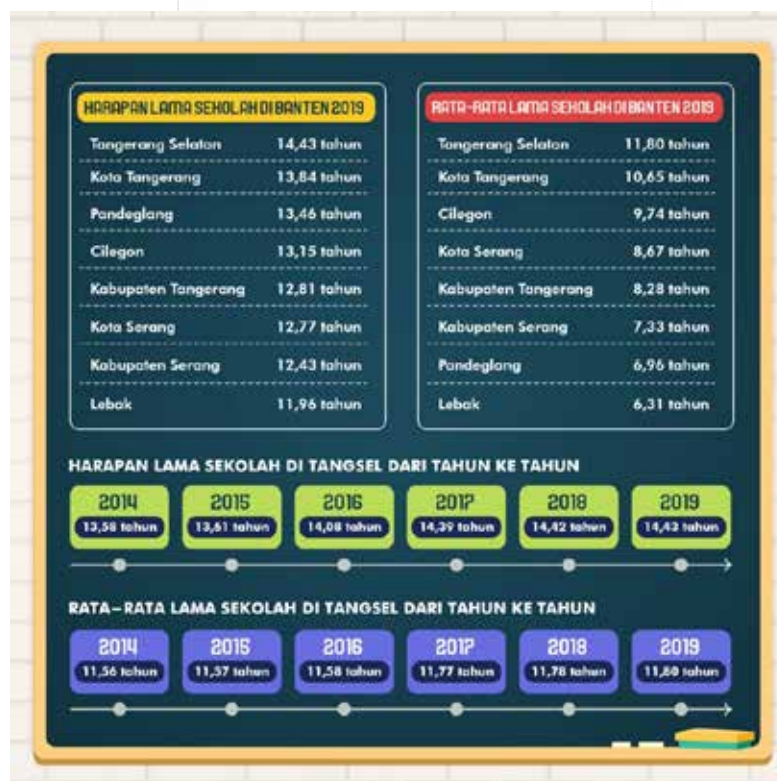 HARAPAN LAMA SEKOLAH DI BANTEN 2019
Tangerang Selatan 14,43 tahun
Kota Tangerang 13,84 tahun
Pandeglang 13,46 tahun
Cilegon 13,15 tahun
Kabupaten Tangerang 12,81 tahun
Kota Serang 12,77 tahun
Kabupaten Serang 12,43 tahun
Lebak 11,96 tahun
RATA-RATA LAMA SEKOLAH DI BANTEN 2019
Tangerang Selatan 11,80 tahun
Kota Tangerang 10,65 tahun
Cilegon 9,74 tahun
Kota Serang 8,67 tahun
Kabupaten Tangerang 8,28 tahun
Kabupaten Serang 7,33 tahun
Pandeglang 6,96 tahun
Lebak 6,31 tahun
HARAPAN LAMA SEKOLAH DI TANGSEL DARI TAHUN KE TAHUN
2014 2015 2016 2017 2018 2019
13,58 tahun 13,61 tahun 14,08 tahun 14,39 tahun 14,42 tahun 14,43 tahun
RATA-RATA LAMA SEKOLAH DI TANGSEL DARI TAHUN KE TAHUN
2014 2015 2016 2017 2018 2019
11,56 tahun 11,57 tahun 11,58 tahun 11,77 tahun 11,78 tahun 11,80 tahun